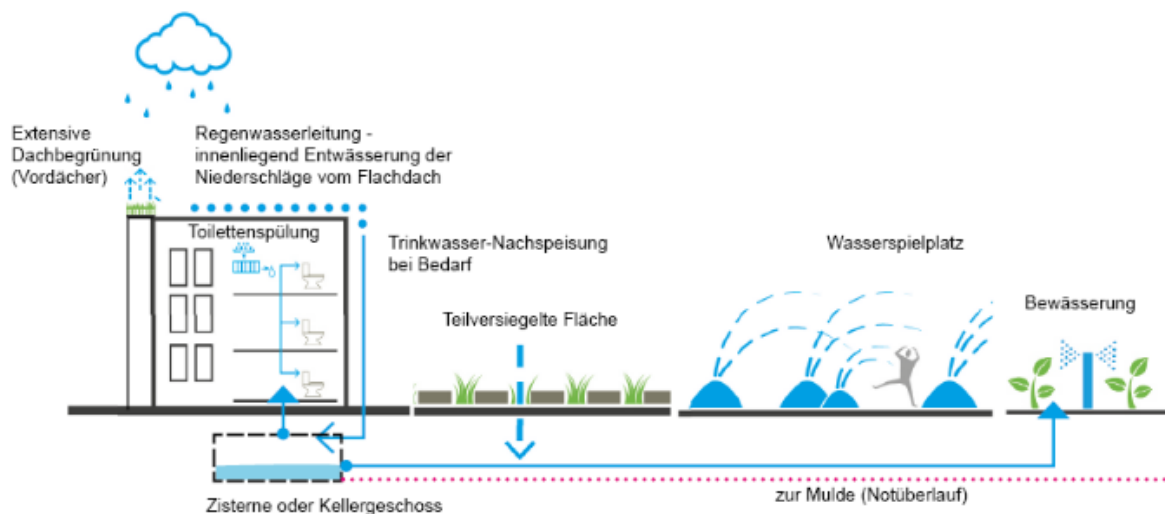 Extensive
Dachbegrünung
(Vordächer)
Regenwasserleitung -
innenliegend Entwässerung der
Niederschläge vom Flachdach
Toilettenspülung
Trinkwasser-Nachspeisung
bei Bedarf
Teilversiegelte Fläche
Wasserspielplatz
Bewässerung
Zisterne oder Kellergeschoss
zur Mulde (Notüberlauf)